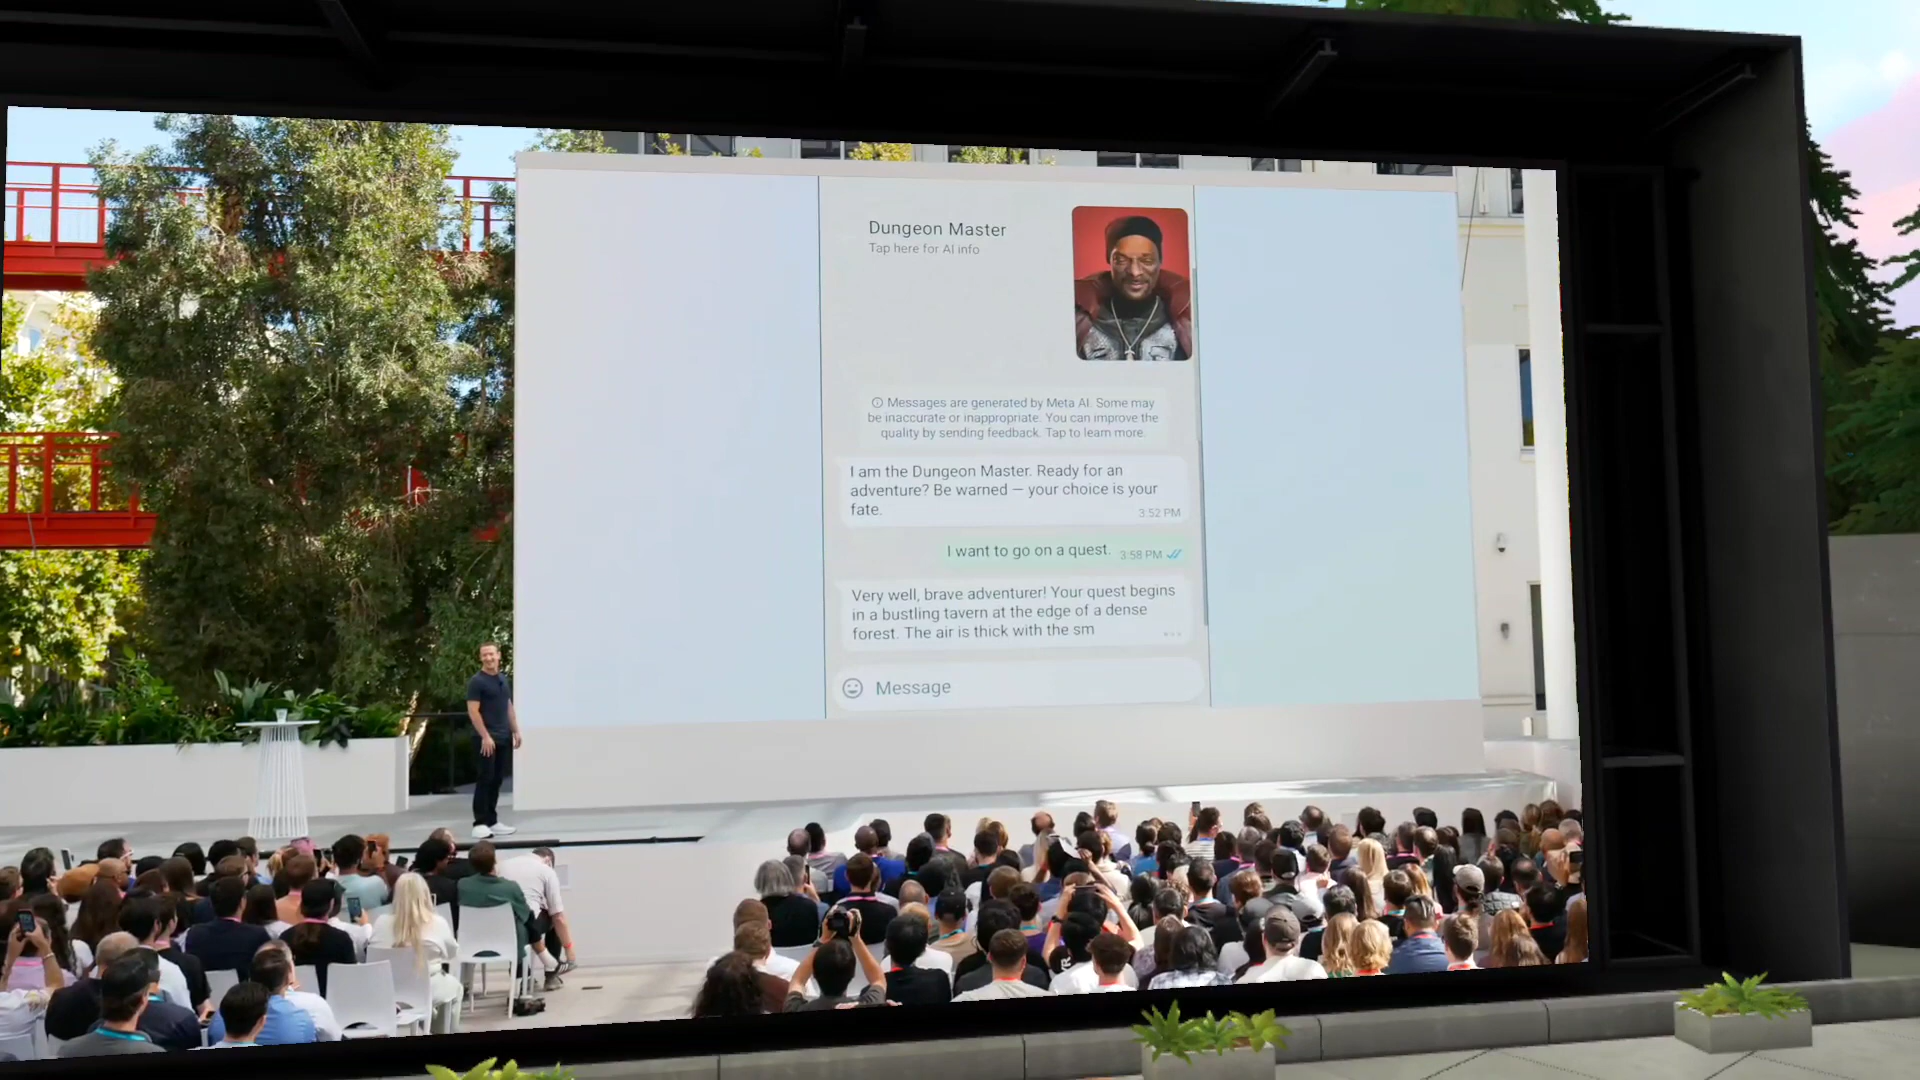 Dungeon Master
Tap here for AI info
Messages are generated by Meta AI. Some may
be inaccurate or inappropriate. You can improve the
quality by sending feedback. Tap to learn more.
I am the Dungeon Master. Ready for an
adventure? Be warned — your choice is your
fate.
3:52 PM
I want to go on a quest.
3:58 PM
Very well, brave adventurer! Your quest begins
in a bustling tavern at the edge of a dense
forest. The air is thick with the sm
Message